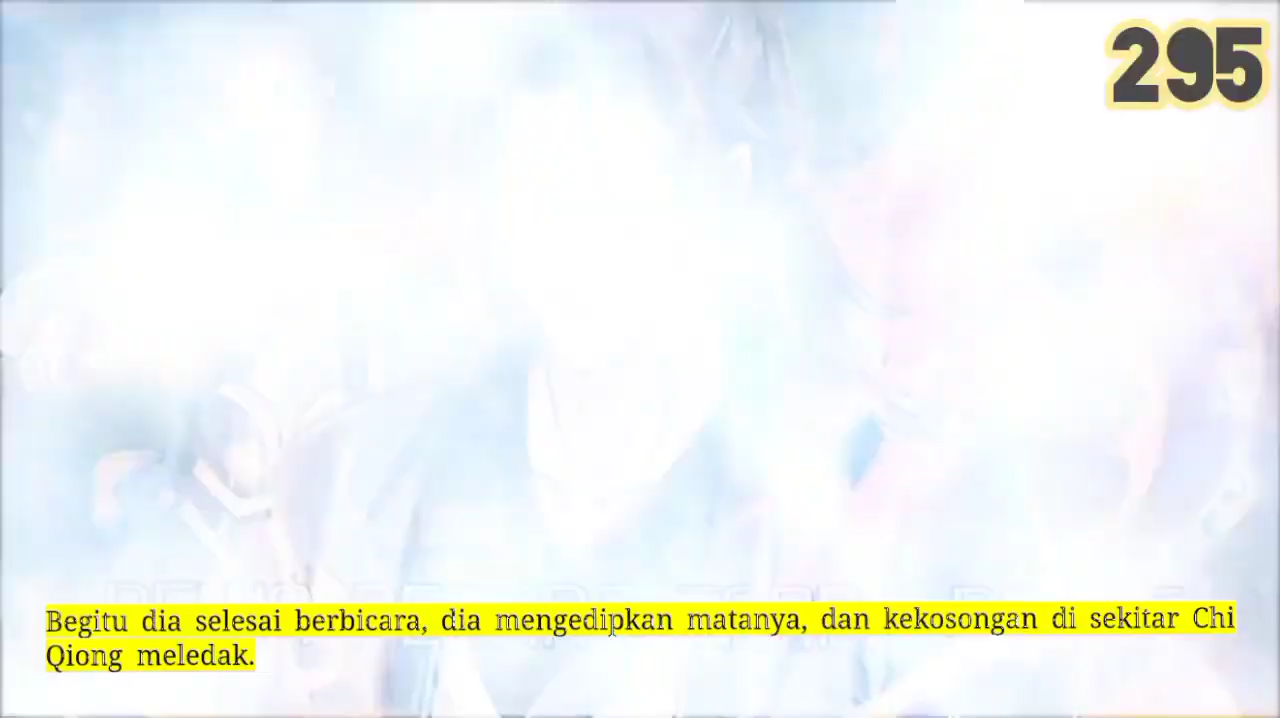 295
Begitu dia selesai berbicara, dia mengedipkan matanya, dan kekosongan di sekitar Chi
Qiong meledak.